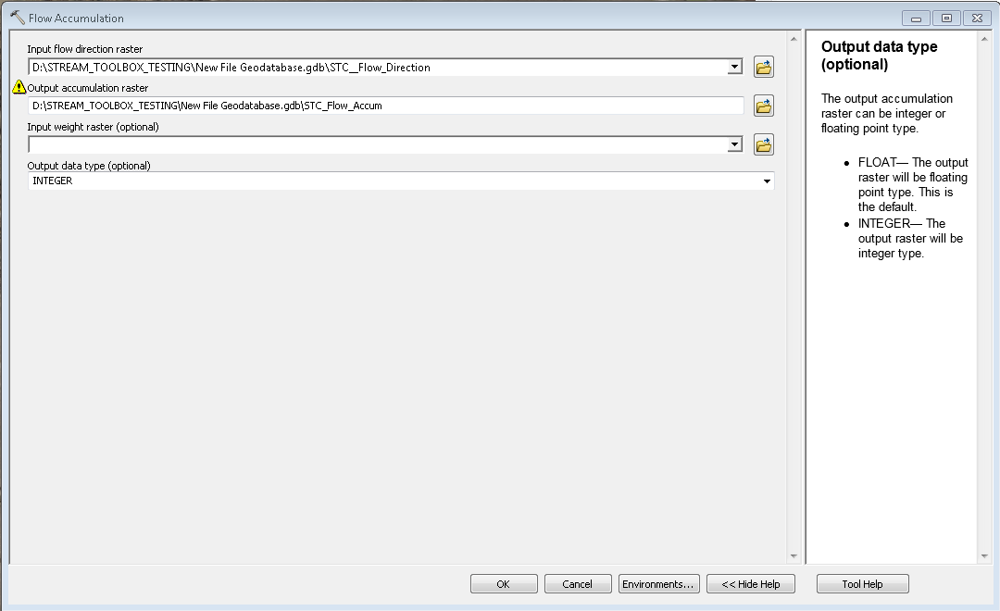 Flow Accumulation
Input flow direction raster
D:\STREAM_TOOLBOX_TESTING\New File Geodatabase.gdb\STC__Flow_Direction
Output accumulation raster
D:\STREAM_TOOLBOX_TESTING\New File Geodatabase.gdb\STC_Flow_Accum
Input weight raster (optional)
Output data type (optional)
INTEGER
OK
Cancel
Environments...
<< Hide Help
Output data type
(optional)
The output accumulation
raster can be integer or
floating point type.
• FLOAT— The output
raster will be floating
point type. This is
the default.
• INTEGER— The
output raster will be
integer type.
Tool Help